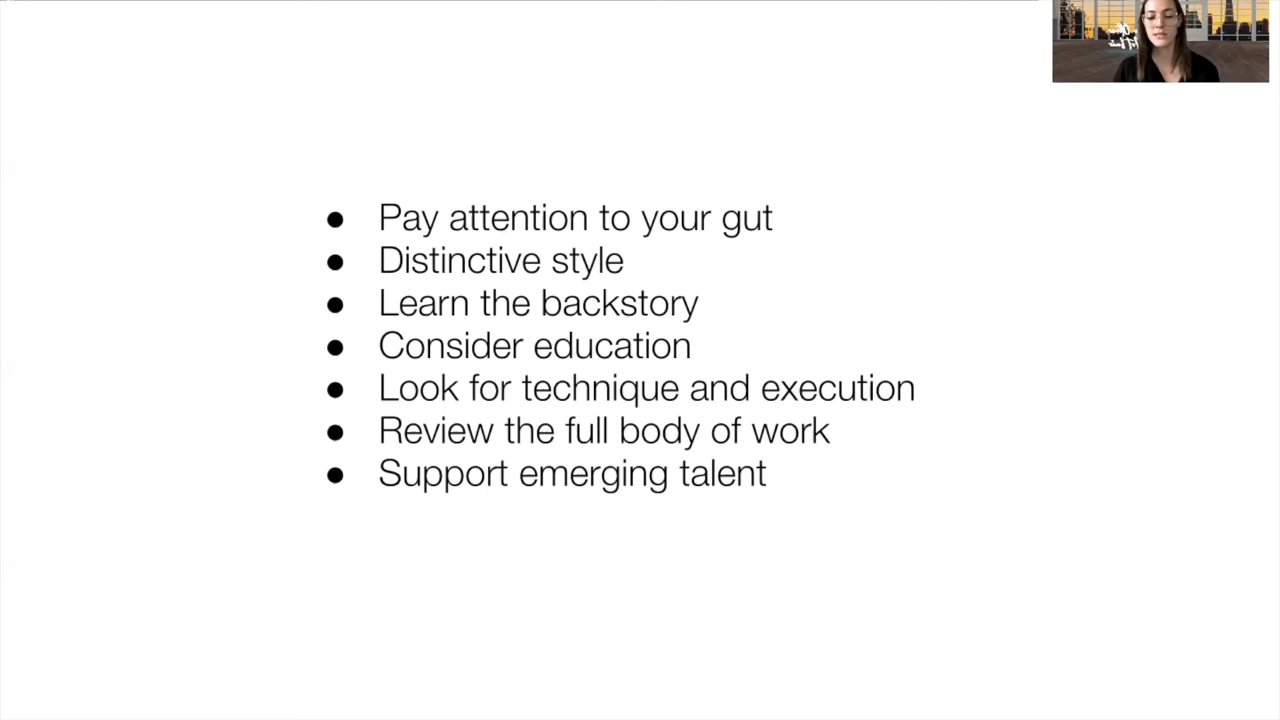 ● Pay attention to your gut
● Distinctive style
● Learn the backstory
● Consider education
● Look for technique and execution
● Review the full body of work
● Support emerging talent